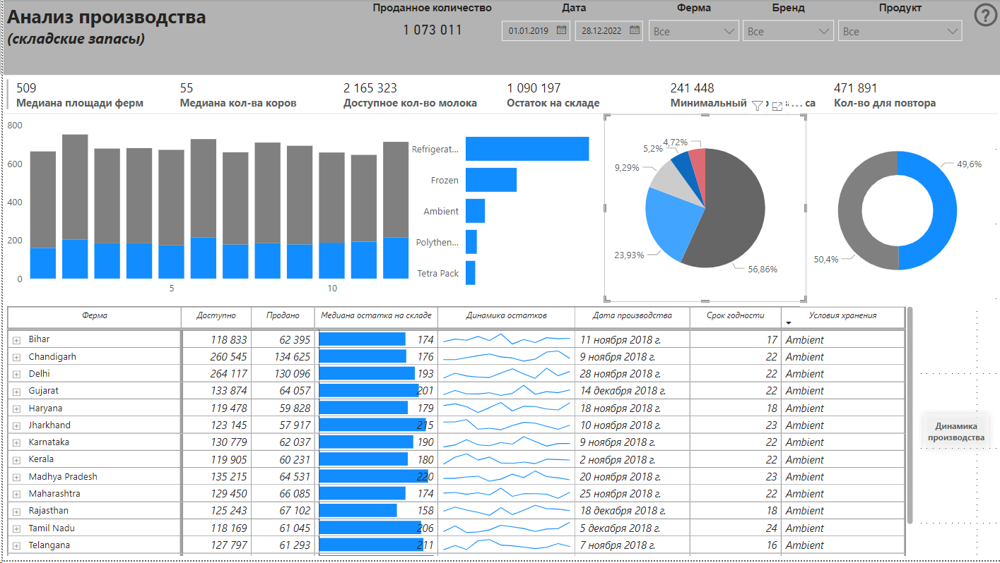 Анализ производства
(складские запасы)
Проданное количество
1 073 011
Дата
01.01.2019
28.12.2022
Ферма
Все
Бренд
Все
Продукт
Все
?
509
Медиана площади ферм
55
Медиана кол-ва коров
2 165 323
Доступное кол-во молока
1 090 197
Остаток на складе
241 448
Минимальный
471 891
Кол-во для повтора
800
600
400
200
0
5
10
Refrigerat...
Frozen
Ambient
Polythen...
Tetra Pack
4,72%
5,2%
9,29%
23,93%
56,86%
49,6%
50,4%
Ферма Доступно Продано Медиана остатка на складе Динамика остатков Дата производства Срок годности Условия хранения
Bihar 118 833 62 395 174 11 ноября 2018 г. 17 Ambient
Chandigarh 260 545 134 625 176 9 ноября 2018 г. 22 Ambient
Delhi 264 117 130 096 193 28 ноября 2018 г. 22 Ambient
Gujarat 133 874 64 057 201 14 декабря 2018 г. 22 Ambient
Haryana 119 478 59 828 179 18 ноября 2018 г. 18 Ambient
Jharkhand 123 145 57 917 215 10 ноября 2018 г. 23 Ambient
Karnataka 130 779 62 037 190 9 ноября 2018 г. 22 Ambient
Kerala 119 905 60 231 180 2 ноября 2018 г. 22 Ambient
Madhya Pradesh 135 215 64 531 220 20 ноября 2018 г. 23 Ambient
Maharashtra 129 450 66 085 174 25 ноября 2018 г. 22 Ambient
Rajasthan 125 243 67 102 158 18 декабря 2018 г. 18 Ambient
Tamil Nadu 118 169 61 045 206 5 декабря 2018 г. 24 Ambient
Telangana 127 797 61 293 211 7 ноября 2018 г. 16 Ambient
Динамика
производства